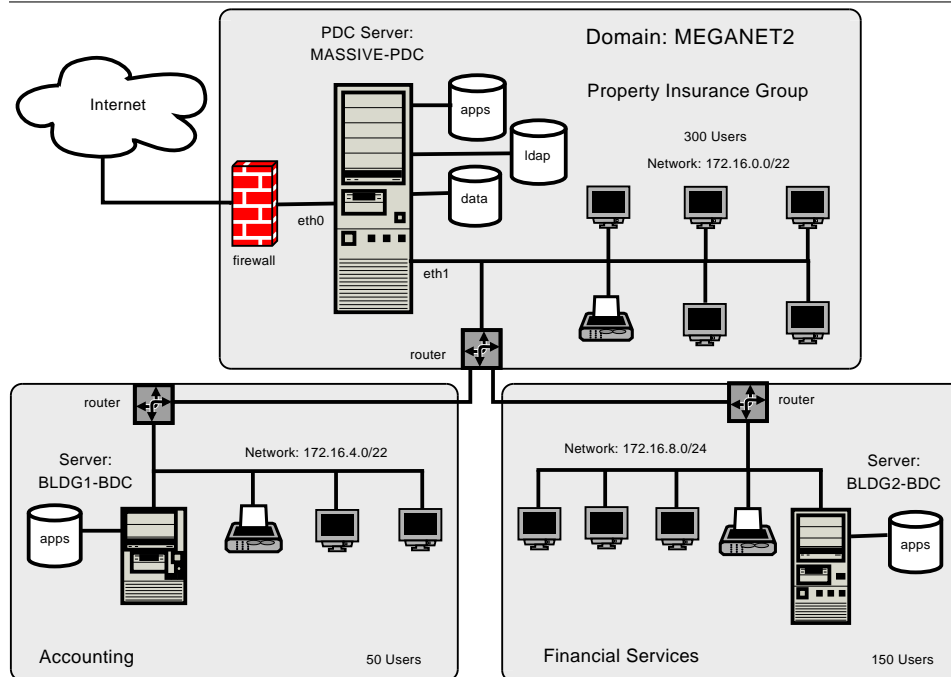 PDC Server:
MASSIVE-PDC
Domain: MEGANET2
Internet
apps
Property Insurance Group
ldap
300 Users
Network: 172.16.0.0/22
data
eth0
firewall
eth1
router
router
router
Network: 172.16.4.0/22
Network: 172.16.8.0/24
Server:
BLDG1-BDC
Server:
BLDG2-BDC
apps
apps
Accounting
50 Users
Financial Services
150 Users